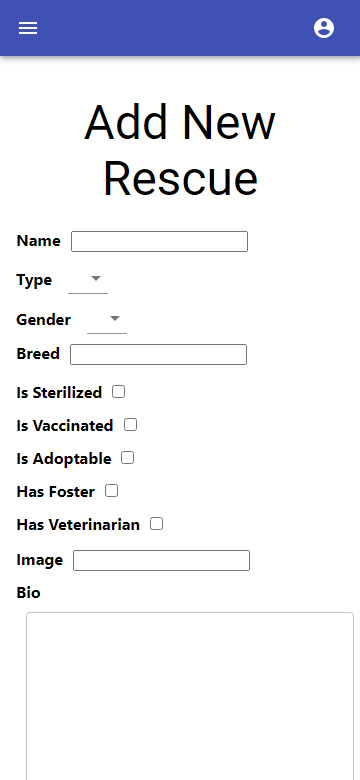 Add New
Rescue
Name
Type
Gender
Breed
Is Sterilized
Is Vaccinated
Is Adoptable
Has Foster
Has Veterinarian
Image
Bio